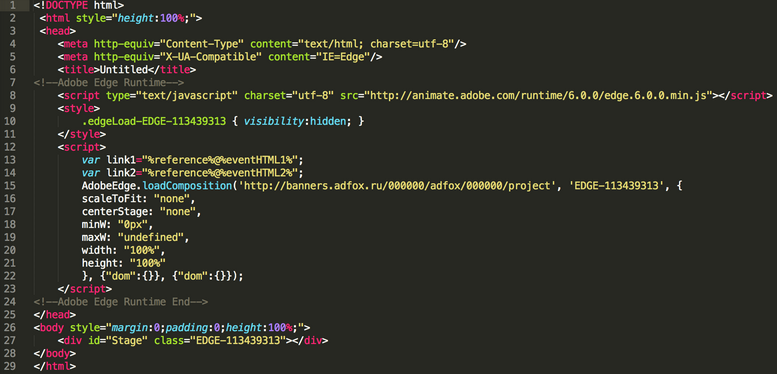 1 <!DOCTYPE html>
2 <html style="height:100%;">
3 <head>
4 <meta http-equiv="Content-Type" content="text/html; charset=utf-8"/>
5 <meta http-equiv="X-UA-Compatible" content="IE=Edge"/>
6 <title>Untitled</title>
7 <!--Adobe Edge Runtime-->
8 <script type="text/javascript" charset="utf-8" src="http://animate.adobe.com/runtime/6.0.0/edge.6.0.0.min.js"></script>
9 <style>
10 .edgeLoad-EDGE-113439313 { visibility:hidden; }
11 </style>
12 <script>
13 var link1="%reference%@%eventHTML1%";
14 var link2="%reference%@%eventHTML2%";
15 AdobeEdge.loadComposition('http://banners.adfox.ru/000000/adfox/000000/project', 'EDGE-113439313', {
16 scaleToFit: "none",
17 centerStage: "none",
18 minW: "0px",
19 maxW: "undefined",
20 width: "100%",
21 height: "100%"
22 }, {"dom":{}}, {"dom":{}});
23 </script>
24 <!--Adobe Edge Runtime End-->
25 </head>
26 <body style="margin:0;padding:0;height:100%;">
27 <div id="Stage" class="EDGE-113439313"></div>
28 </body>
29 </html>